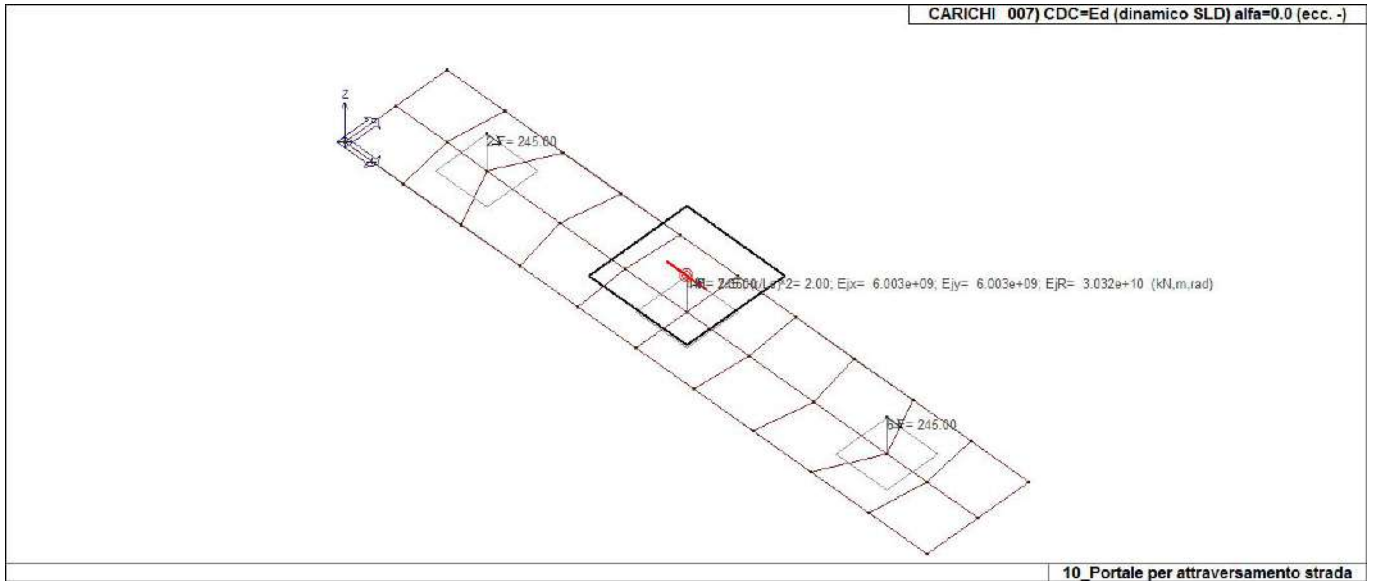 CARICHI 007) CDC=Ed (dinamico SLD) alfa=0.0 (ecc. -)
Z
F= 245.00
2= 2.00; Ejx= 6.003e+09; Ejy= 6.003e+09; EjR= 3.032e+10 (kN,m,rad)
F= 245.00
10_Portale per attraversamento strada